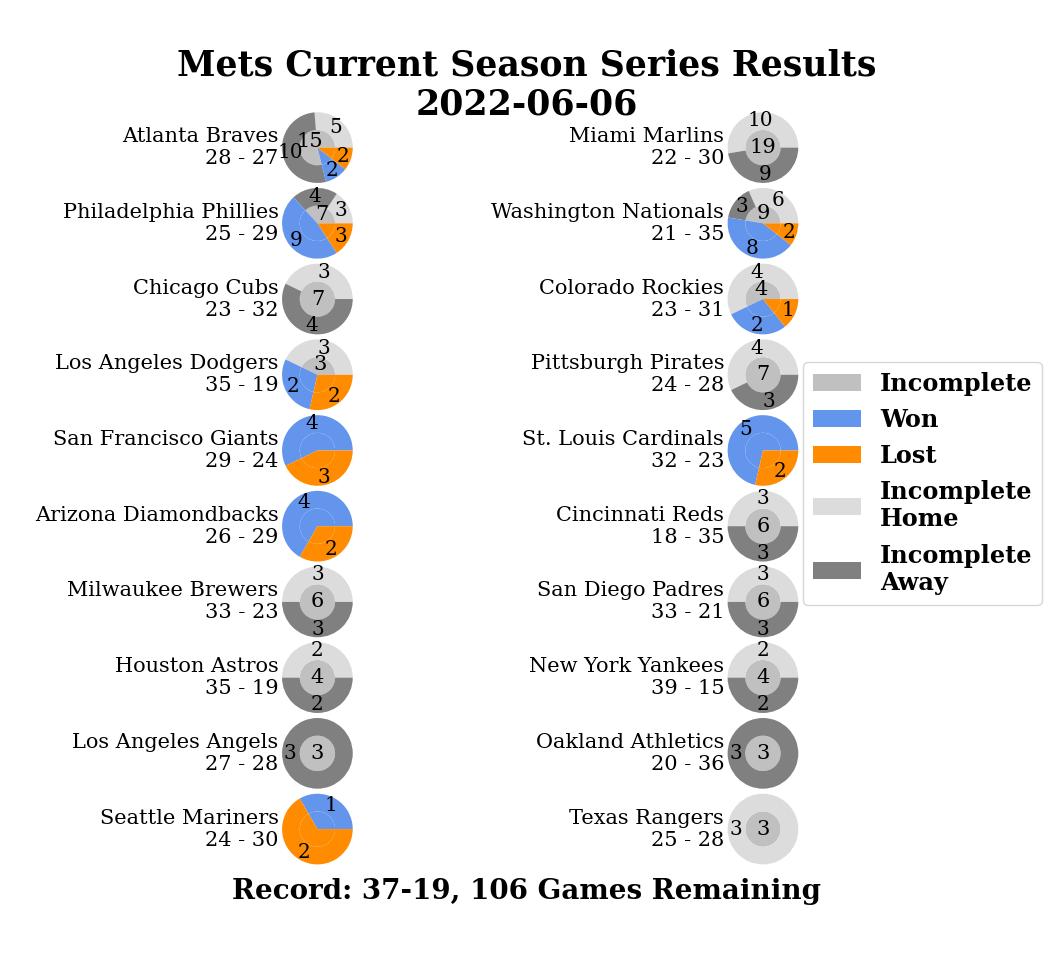 Mets Current Season Series Results
2022-06-06
Atlanta Braves
28 - 27
5
15
10
2
2
Miami Marlins
22 - 30
10
19
9
Philadelphia Phillies
25 - 29
4
3
7
9
3
Washington Nationals
21 - 35
6
3
9
2
8
Chicago Cubs
23 - 32
3
7
4
Colorado Rockies
23 - 31
4
4
1
2
Los Angeles Dodgers
35 - 19
3
3
2
2
Pittsburgh Pirates
24 - 28
4
7
3
San Francisco Giants
29 - 24
4
3
St. Louis Cardinals
32 - 23
5
2
Arizona Diamondbacks
26 - 29
4
2
Cincinnati Reds
18 - 35
3
6
3
Milwaukee Brewers
33 - 23
3
6
3
San Diego Padres
33 - 21
3
6
3
Houston Astros
35 - 19
2
4
2
New York Yankees
39 - 15
2
4
2
Los Angeles Angels
27 - 28
3
3
Oakland Athletics
20 - 36
3
3
Seattle Mariners
24 - 30
1
2
Texas Rangers
25 - 28
3
3
Incomplete
Won
Lost
Incomplete
Home
Incomplete
Away
Record: 37-19, 106 Games Remaining